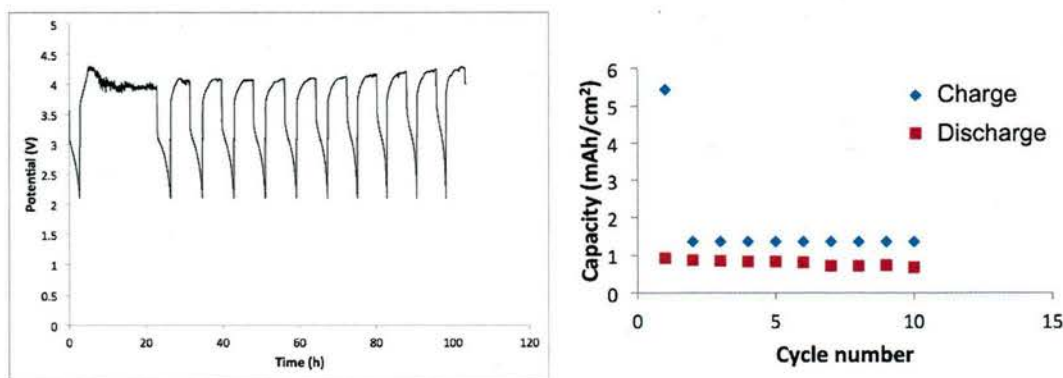 5
4.5
4
3.5
3
2.5
2
1.5
1
0.5
0
Potential (V)
0 20 40 60 80 100 120
Time (h)
6
5
4
3
2
1
0
Capacity (mAh/cm²)
Charge
Discharge
0 5 10 15
Cycle number